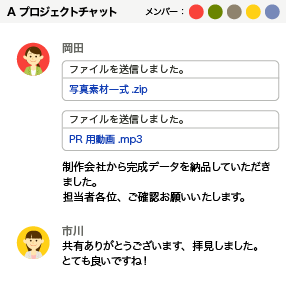 A プロジェクトチャット メンバー：
岡田
ファイルを送信しました。
写真素材一式.zip
ファイルを送信しました。
PR用動画.mp3
制作会社から完成データを納品していただき
ました。
担当者各位、ご確認お願いいたします。
市川
共有ありがとうございます、拝見しました。
とても良いですね！